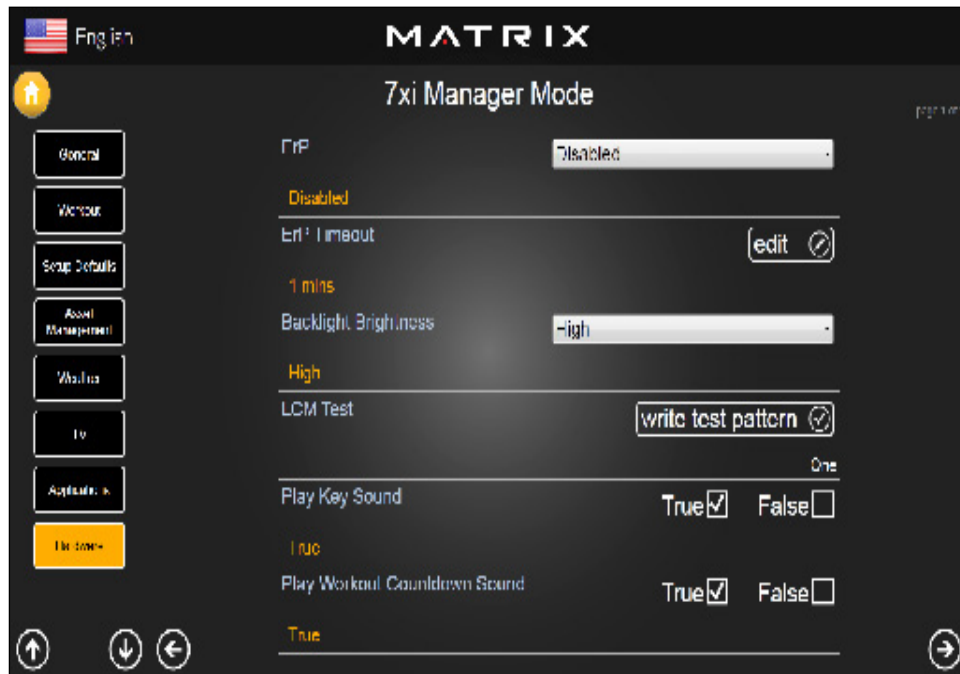 English
MATRIX
7xi Manager Mode
General
Workout
Setup Defaults
Asset
Management
Weather
TV
Applications
Hardware
ErP
Disabled
Disabled
ErP Timeout
edit
1 mins
Backlight Brightness
High
High
LCM Test
write test pattern
One
Play Key Sound
True
False
True
Play Workout Countdown Sound
True
False
True